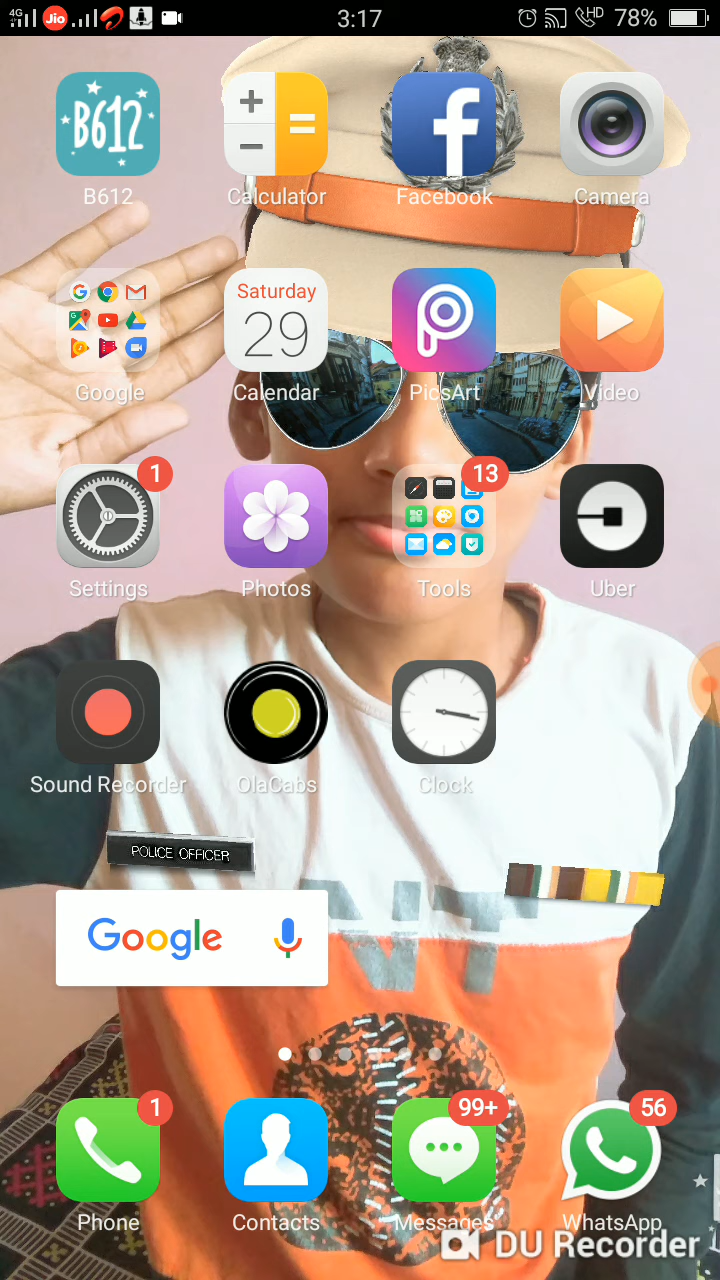 4G Jio 3:17 HD 78%
B612
B612 Calculator Facebook Camera
Saturday
29
Google Calendar PicsArt Video
1 13
Settings Photos Tools Uber
Sound Recorder OlaCabs Clock
POLICE OFFICER
NT
Google
1 99+ 56
Phone Contacts Messages WhatsApp
DU Recorder